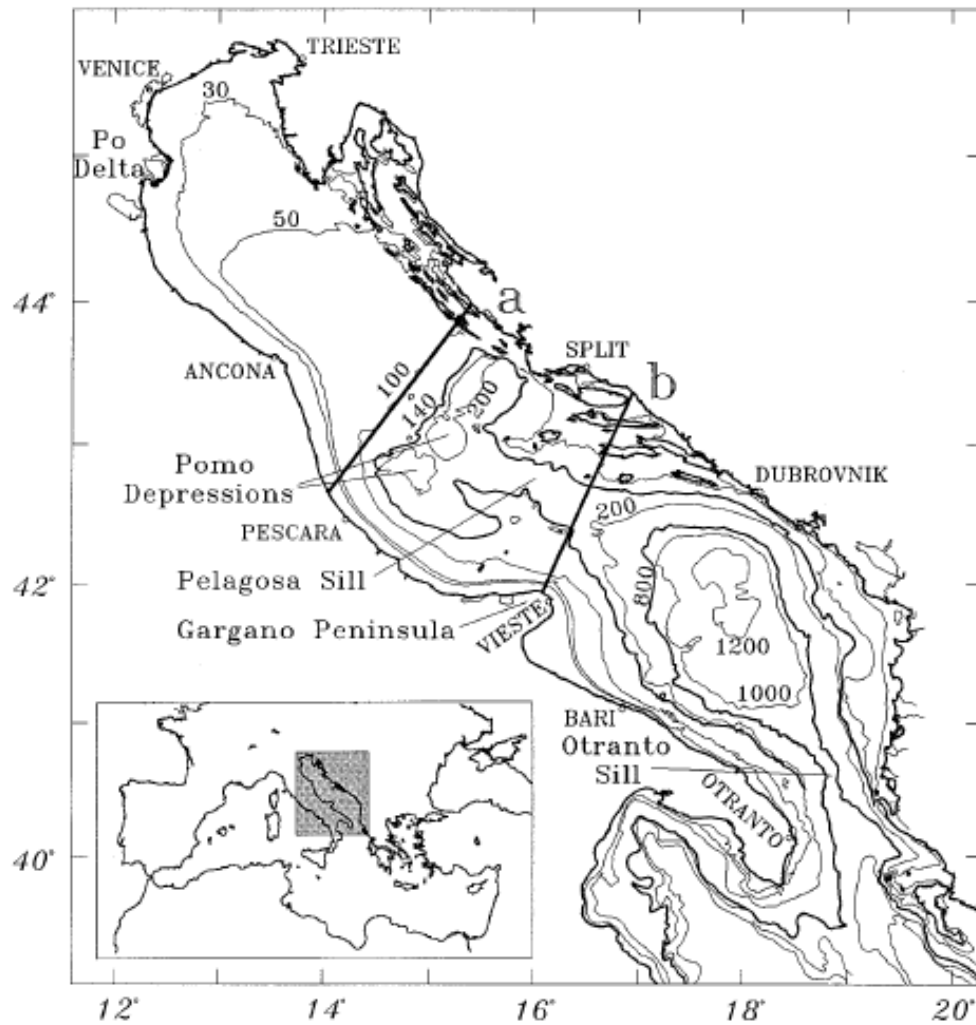 TRIESTE
VENICE
30
Po
Delta
50
44°
a
ANCONA
SPLIT
b
100
140
200
Pomo
Depressions
DUBROVNIK
PESCARA
200
Pelagosa Sill
42°
800
Gargano Peninsula
VIESTE
1200
1000
BARI
Otranto
Sill
OTRANTO
40°
12°
14°
16°
18°
20°